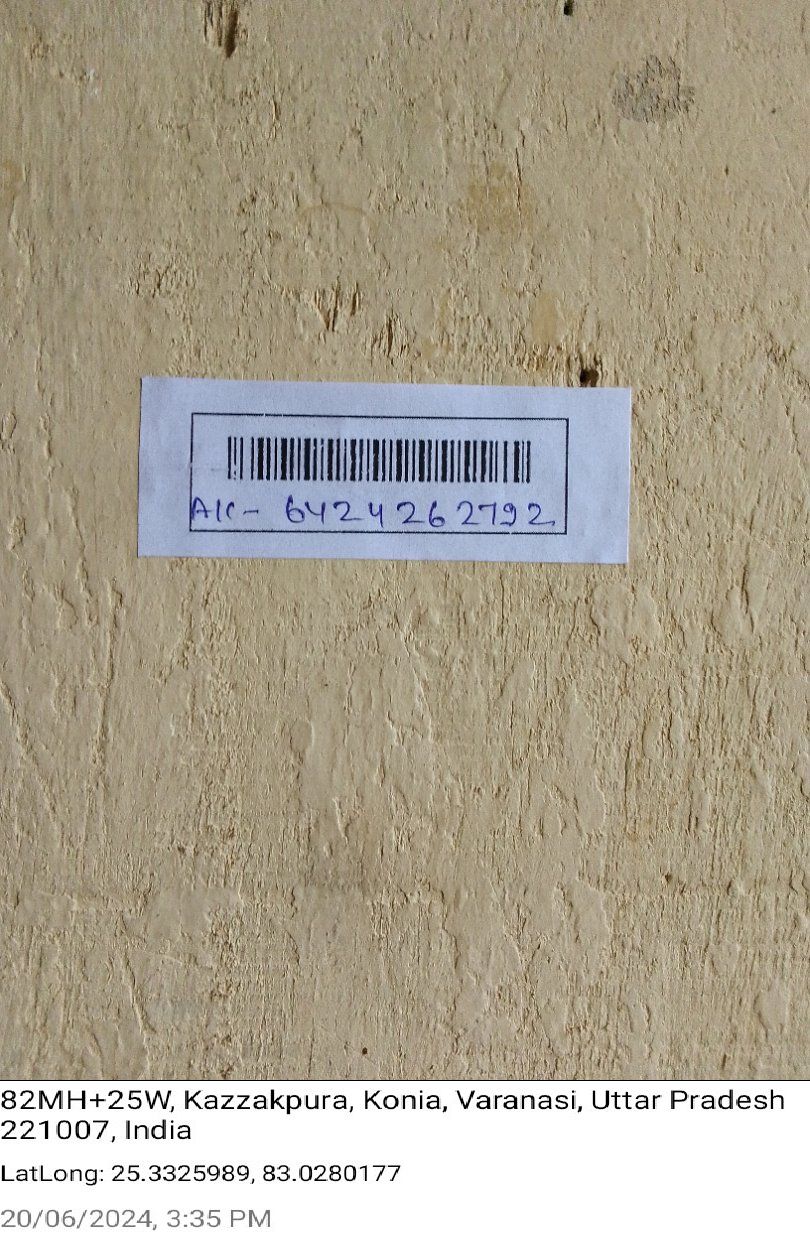 A/C- 6424262792
82MH+25W, Kazzakpura, Konia, Varanasi, Uttar Pradesh
221007, India
LatLong: 25.3325989, 83.0280177
20/06/2024, 3:35 PM